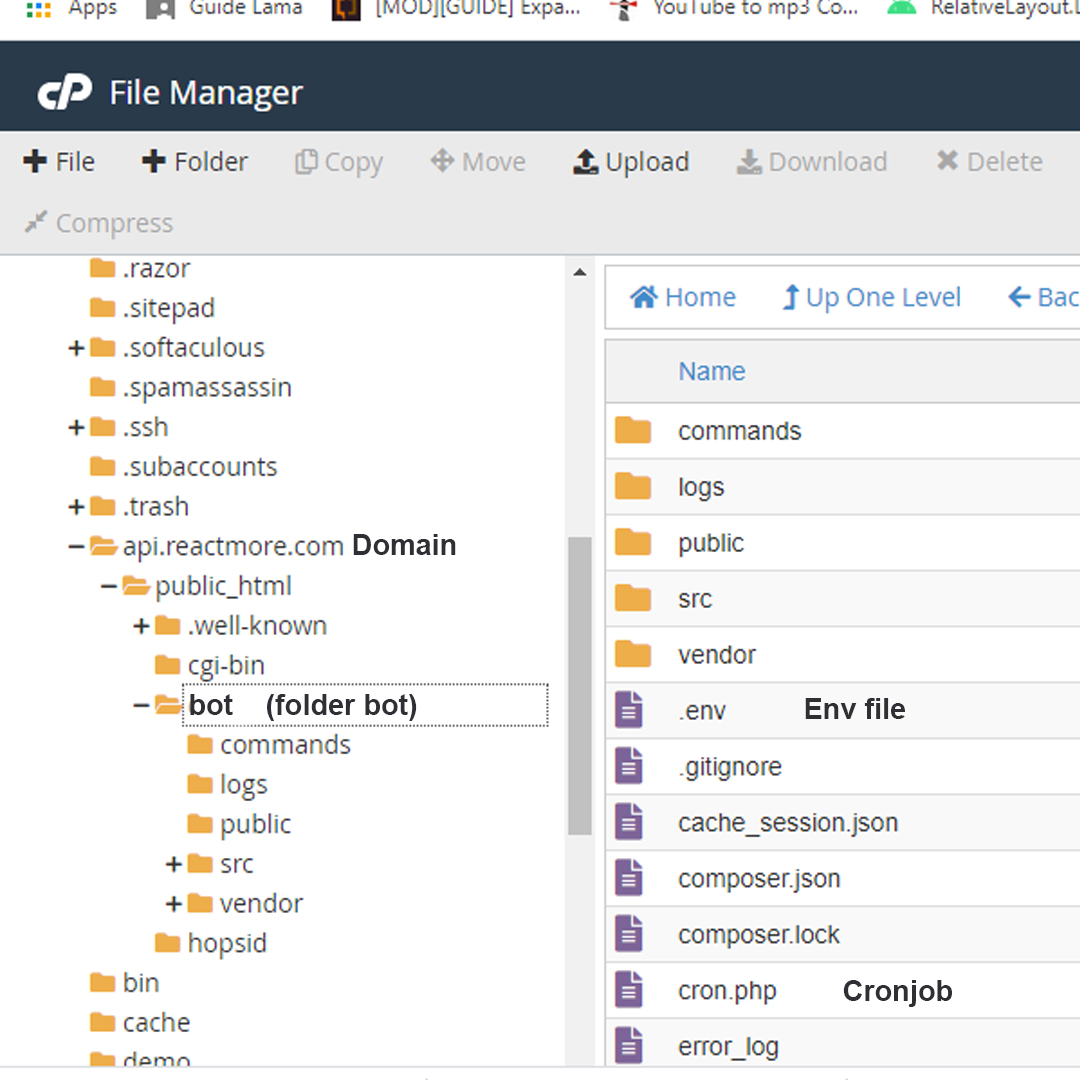 Apps Guide Lama [MOD][GUIDE] Expa... YouTube to mp3 Co... RelativeLayout.L
cP File Manager
File Folder Copy Move Upload Download Delete
Compress
.razor
.sitepad
.softaculous
.spamassassin
.ssh
.subaccounts
.trash
api.reactmore.com Domain
public_html
.well-known
cgi-bin
bot (folder bot)
commands
logs
public
src
vendor
hopsid
bin
cache
demo
Home Up One Level Bac
Name
commands
logs
public
src
vendor
.env Env file
.gitignore
cache_session.json
composer.json
composer.lock
cron.php Cronjob
error_log